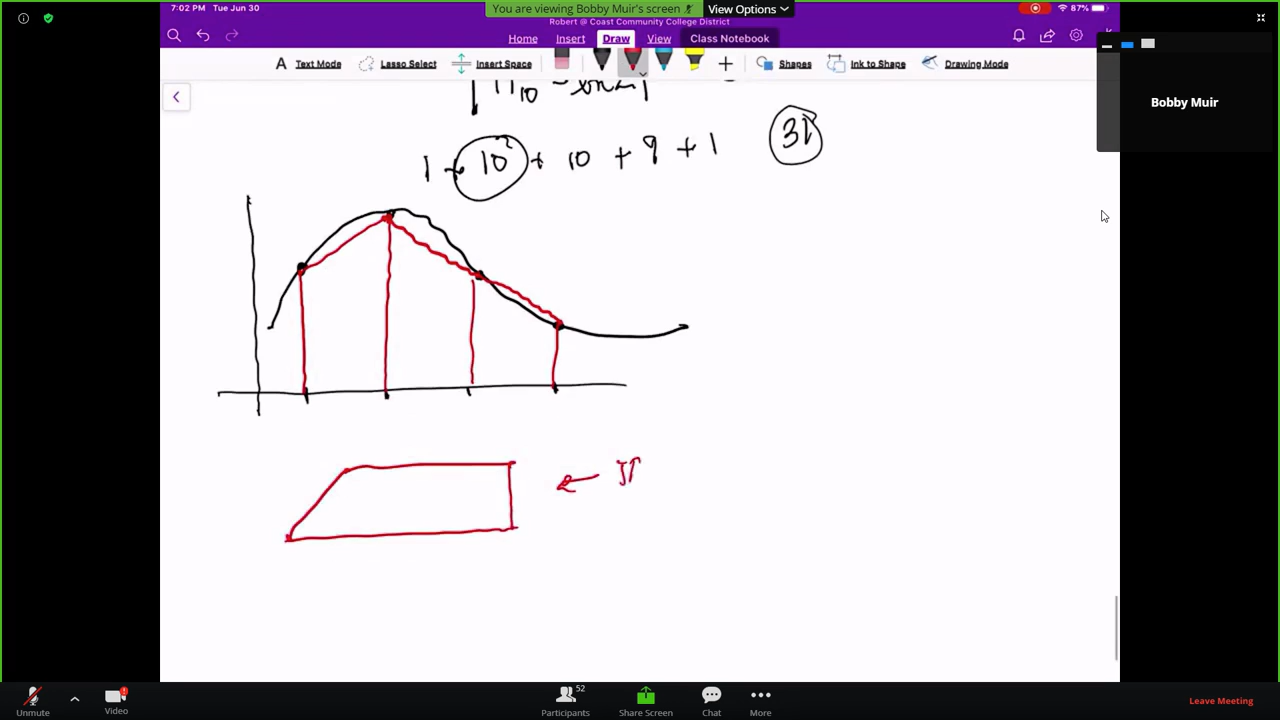 You are viewing Bobby Muir's screen View Options
7:02 PM Tue Jun 30
87%
Robert @ Coast Community College District
Home Insert Draw View Class Notebook
Text Mode Lasso Select Insert Space Shapes Ink to Shape Drawing Mode
Bobby Muir
1 + 10² + 10 + 9 + 1
52
Unmute Video Participants Share Screen Chat More Leave Meeting